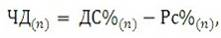 ЧД(n) = ДС%(n) − Рс%(n),